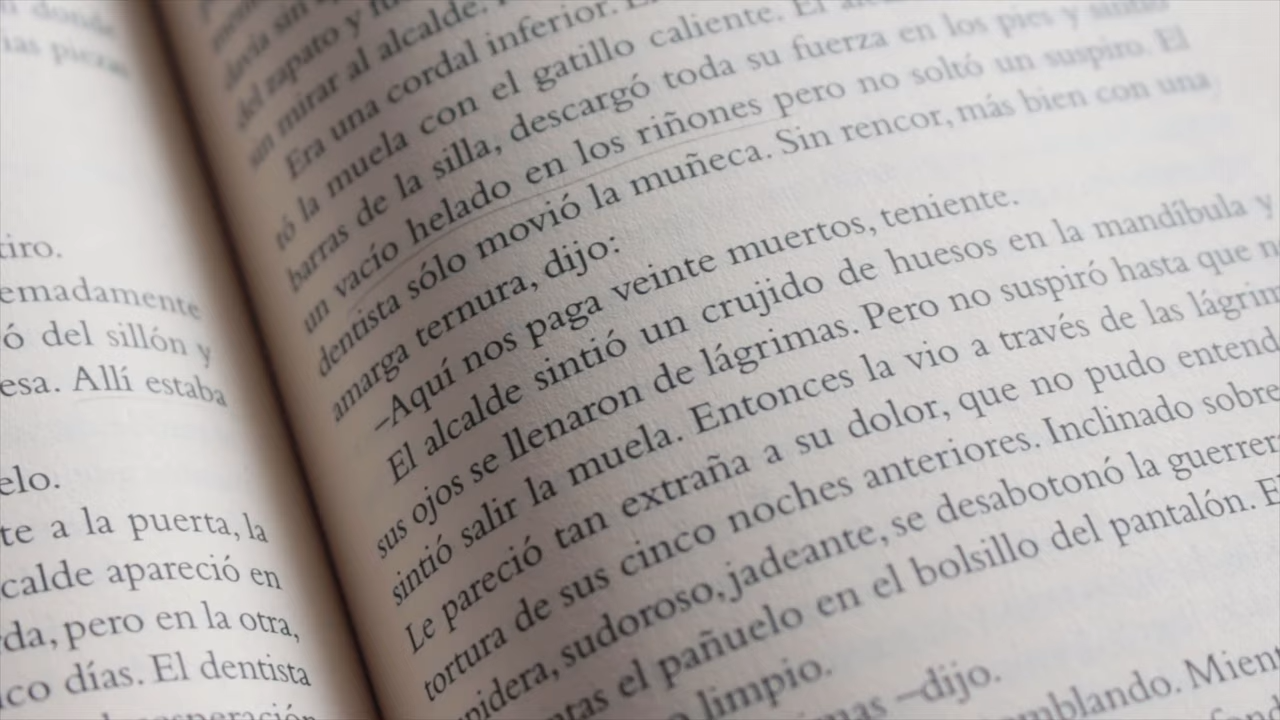 tiro.
emadamente
ó del sillón y
esa. Allí estaba
elo.
te a la puerta, la
calde apareció en
rda, pero en la otra,
co días. El dentista
del zapato y
sin mirar al alcalde.
Era una cordal inferior.
tó la muela con el gatillo caliente. El
barras de la silla, descargó toda su fuerza en los pies y sintió
un vacío helado en los riñones pero no soltó un suspiro. El
dentista sólo movió la muñeca. Sin rencor, más bien con una
amarga ternura, dijo:
–Aquí nos paga veinte muertos, teniente.
El alcalde sintió un crujido de huesos en la mandíbula y
sus ojos se llenaron de lágrimas. Pero no suspiró hasta que n
sintió salir la muela. Entonces la vio a través de las lágrim
Le pareció tan extraña a su dolor, que no pudo entend
tortura de sus cinco noches anteriores. Inclinado sobre
pidera, sudoroso, jadeante, se desabotonó la guerrer
tas el pañuelo en el bolsillo del pantalón. E
o limpio.
mas –dijo.
mblando. Mient